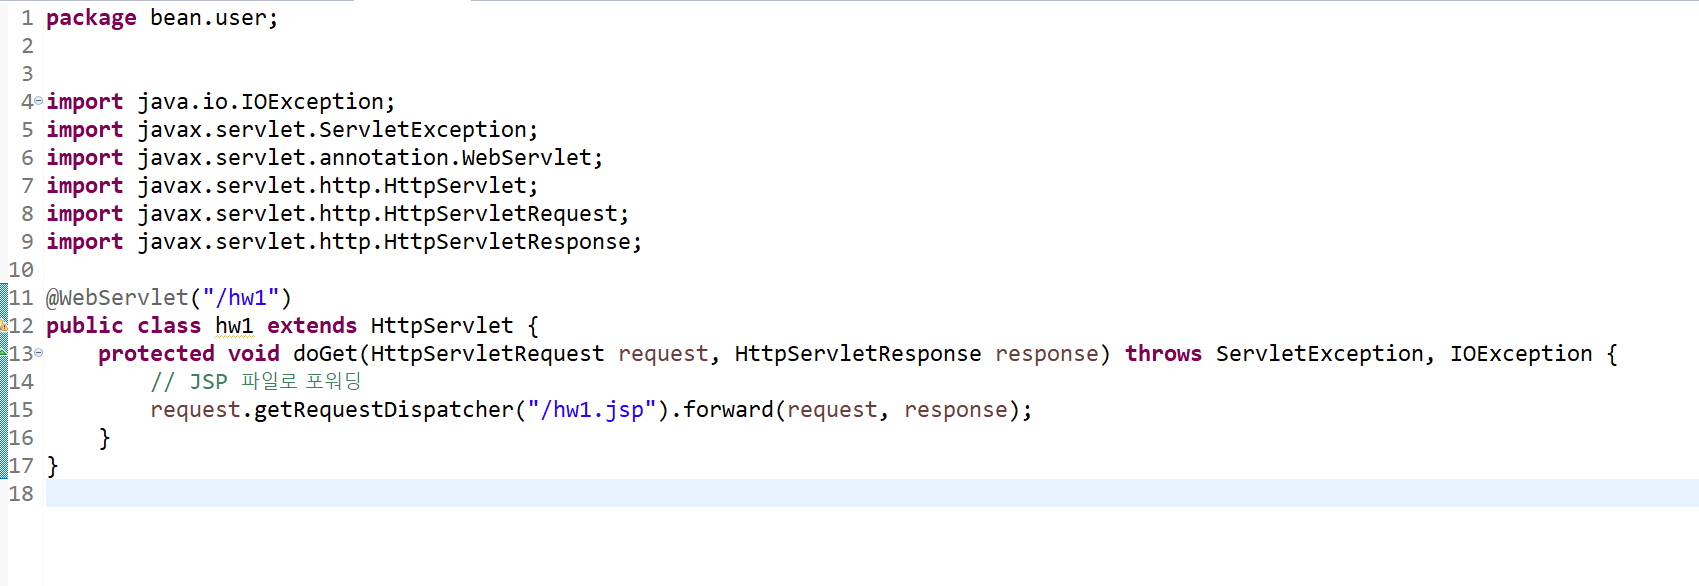 1 package bean.user;
2
3
4 import java.io.IOException;
5 import javax.servlet.ServletException;
6 import javax.servlet.annotation.WebServlet;
7 import javax.servlet.http.HttpServlet;
8 import javax.servlet.http.HttpServletRequest;
9 import javax.servlet.http.HttpServletResponse;
10
11 @WebServlet("/hw1")
12 public class hw1 extends HttpServlet {
13     protected void doGet(HttpServletRequest request, HttpServletResponse response) throws ServletException, IOException {
14         // JSP 파일로 포워딩
15         request.getRequestDispatcher("/hw1.jsp").forward(request, response);
16     }
17 }
18